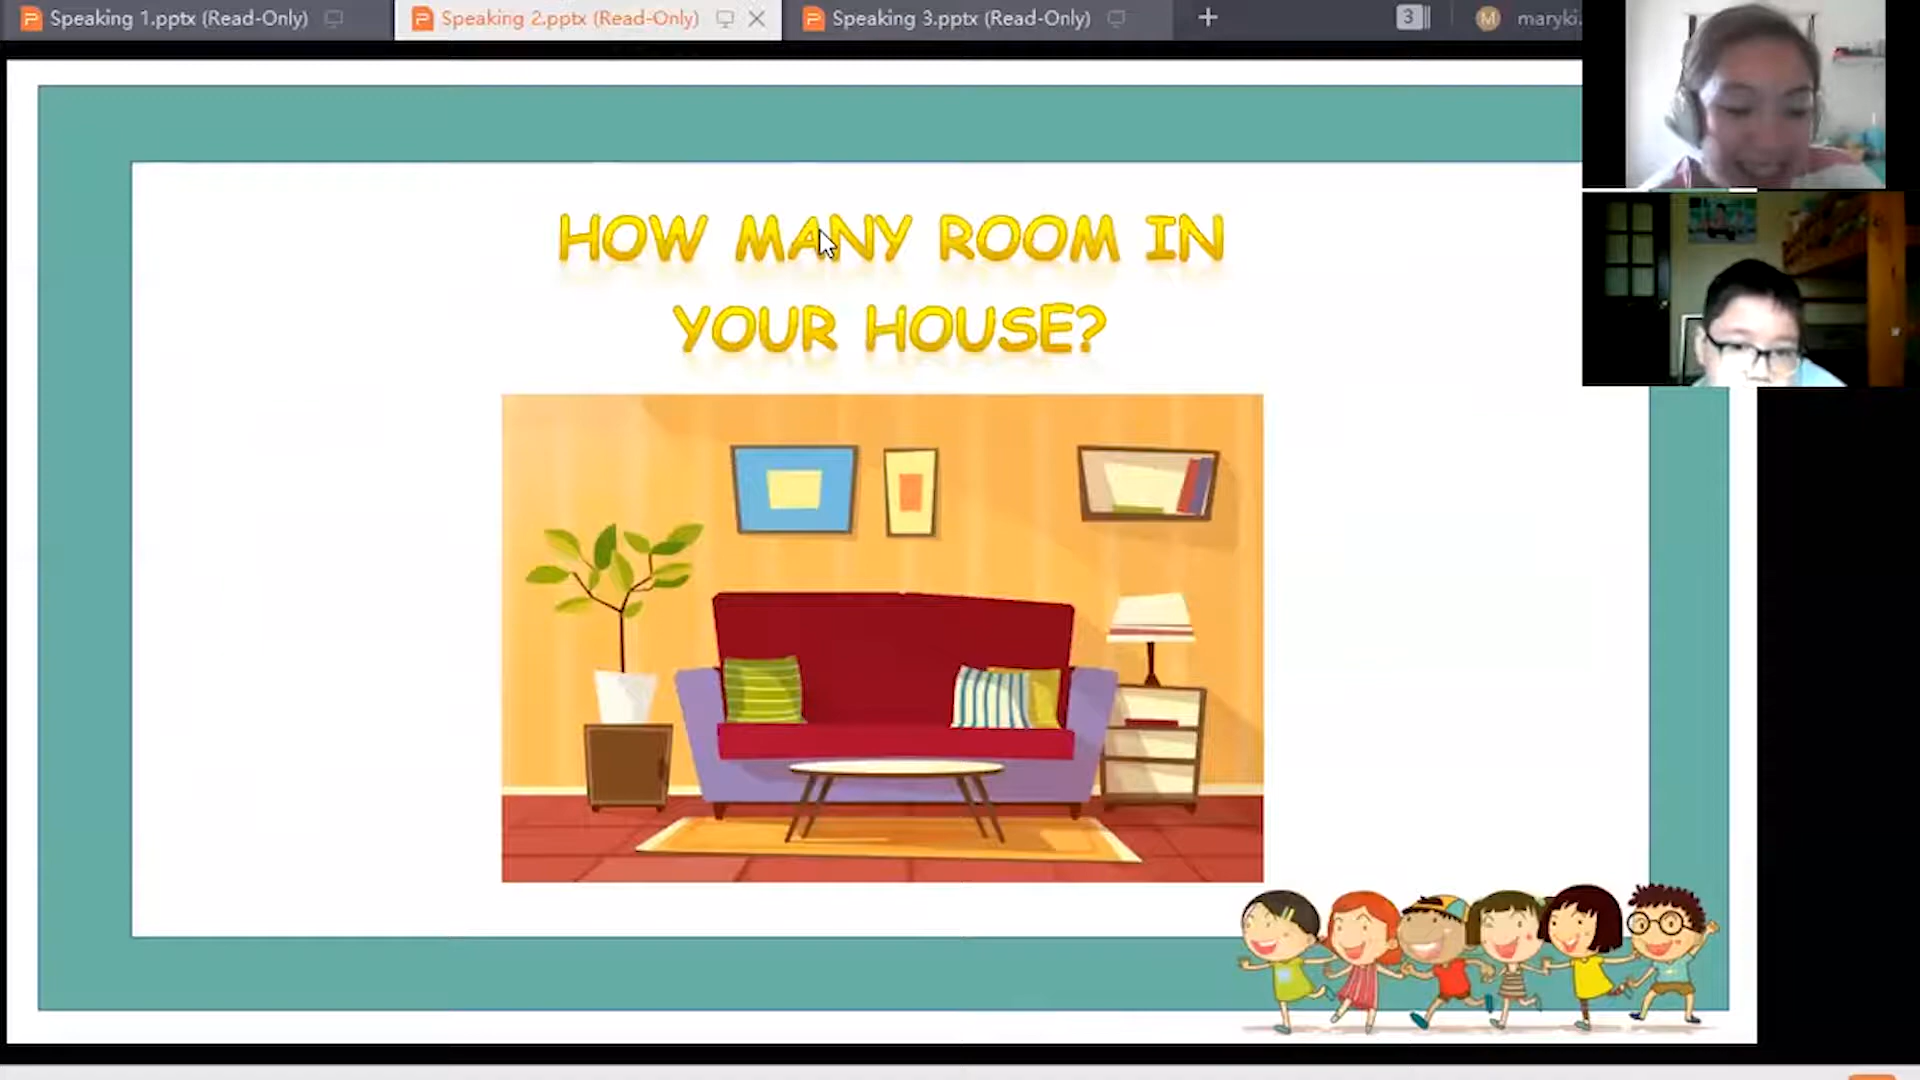 Speaking 1.pptx (Read-Only)
Speaking 2.pptx (Read-Only)
Speaking 3.pptx (Read-Only)
3
M
maryki.
HOW MANY ROOM IN
YOUR HOUSE?